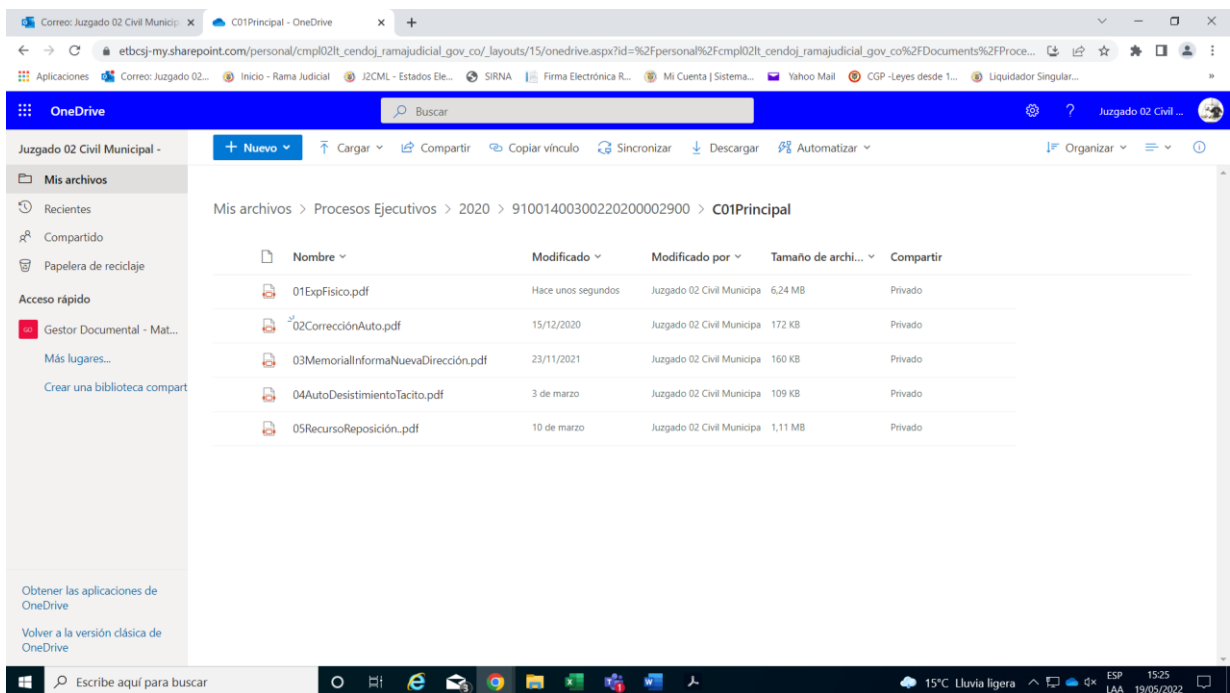 Correo: Juzgado 02 Civil Municip
C01Principal - OneDrive
etbcsj-my.sharepoint.com/personal/cmpl02lt_cendoj_ramajudicial_gov_co/_layouts/15/onedrive.aspx?id=%2Fpersonal%2Fcmpl02lt_cendoj_ramajudicial_gov_co%2FDocuments%2FProce...
Aplicaciones Correo: Juzgado 02... Inicio - Rama Judicial J2CML - Estados Ele... SIRNA Firma Electrónica R... Mi Cuenta | Sistema... Yahoo Mail CGP -Leyes desde 1... Liquidador Singular... »
OneDrive Buscar ? Juzgado 02 Civil ...
Juzgado 02 Civil Municipal -
+ Nuevo Cargar Compartir Copiar vínculo Sincronizar Descargar Automatizar Organizar
Mis archivos
Recientes
Compartido
Papelera de reciclaje
Acceso rápido
GD Gestor Documental - Mat...
Más lugares...
Crear una biblioteca compart
Mis archivos > Procesos Ejecutivos > 2020 > 91001400300220200002900 > C01Principal
Nombre Modificado Modificado por Tamaño de archi... Compartir
01ExpFisico.pdf Hace unos segundos Juzgado 02 Civil Municipa 6,24 MB Privado
02CorrecciónAuto.pdf 15/12/2020 Juzgado 02 Civil Municipa 172 KB Privado
03MemorialInformaNuevaDirección.pdf 23/11/2021 Juzgado 02 Civil Municipa 160 KB Privado
04AutoDesistimientoTacito.pdf 3 de marzo Juzgado 02 Civil Municipa 109 KB Privado
05RecursoReposición..pdf 10 de marzo Juzgado 02 Civil Municipa 1,11 MB Privado
Obtener las aplicaciones de
OneDrive
Volver a la versión clásica de
OneDrive
Escribe aquí para buscar
15°C Lluvia ligera
ESP
LAA
15:25
19/05/2022